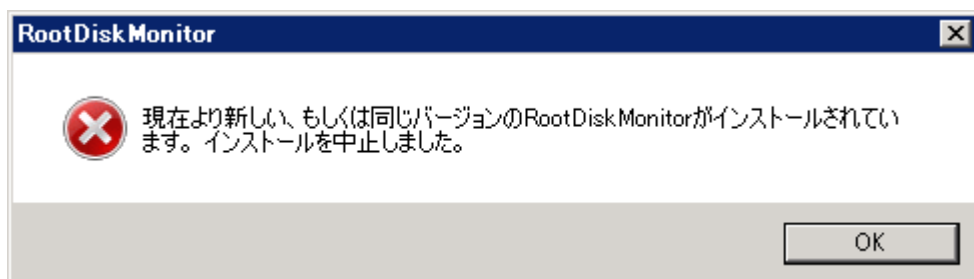 RootDiskMonitor
現在より新しい、もしくは同じバージョンのRootDiskMonitorがインストールされてい
ます。インストールを中止しました。
OK